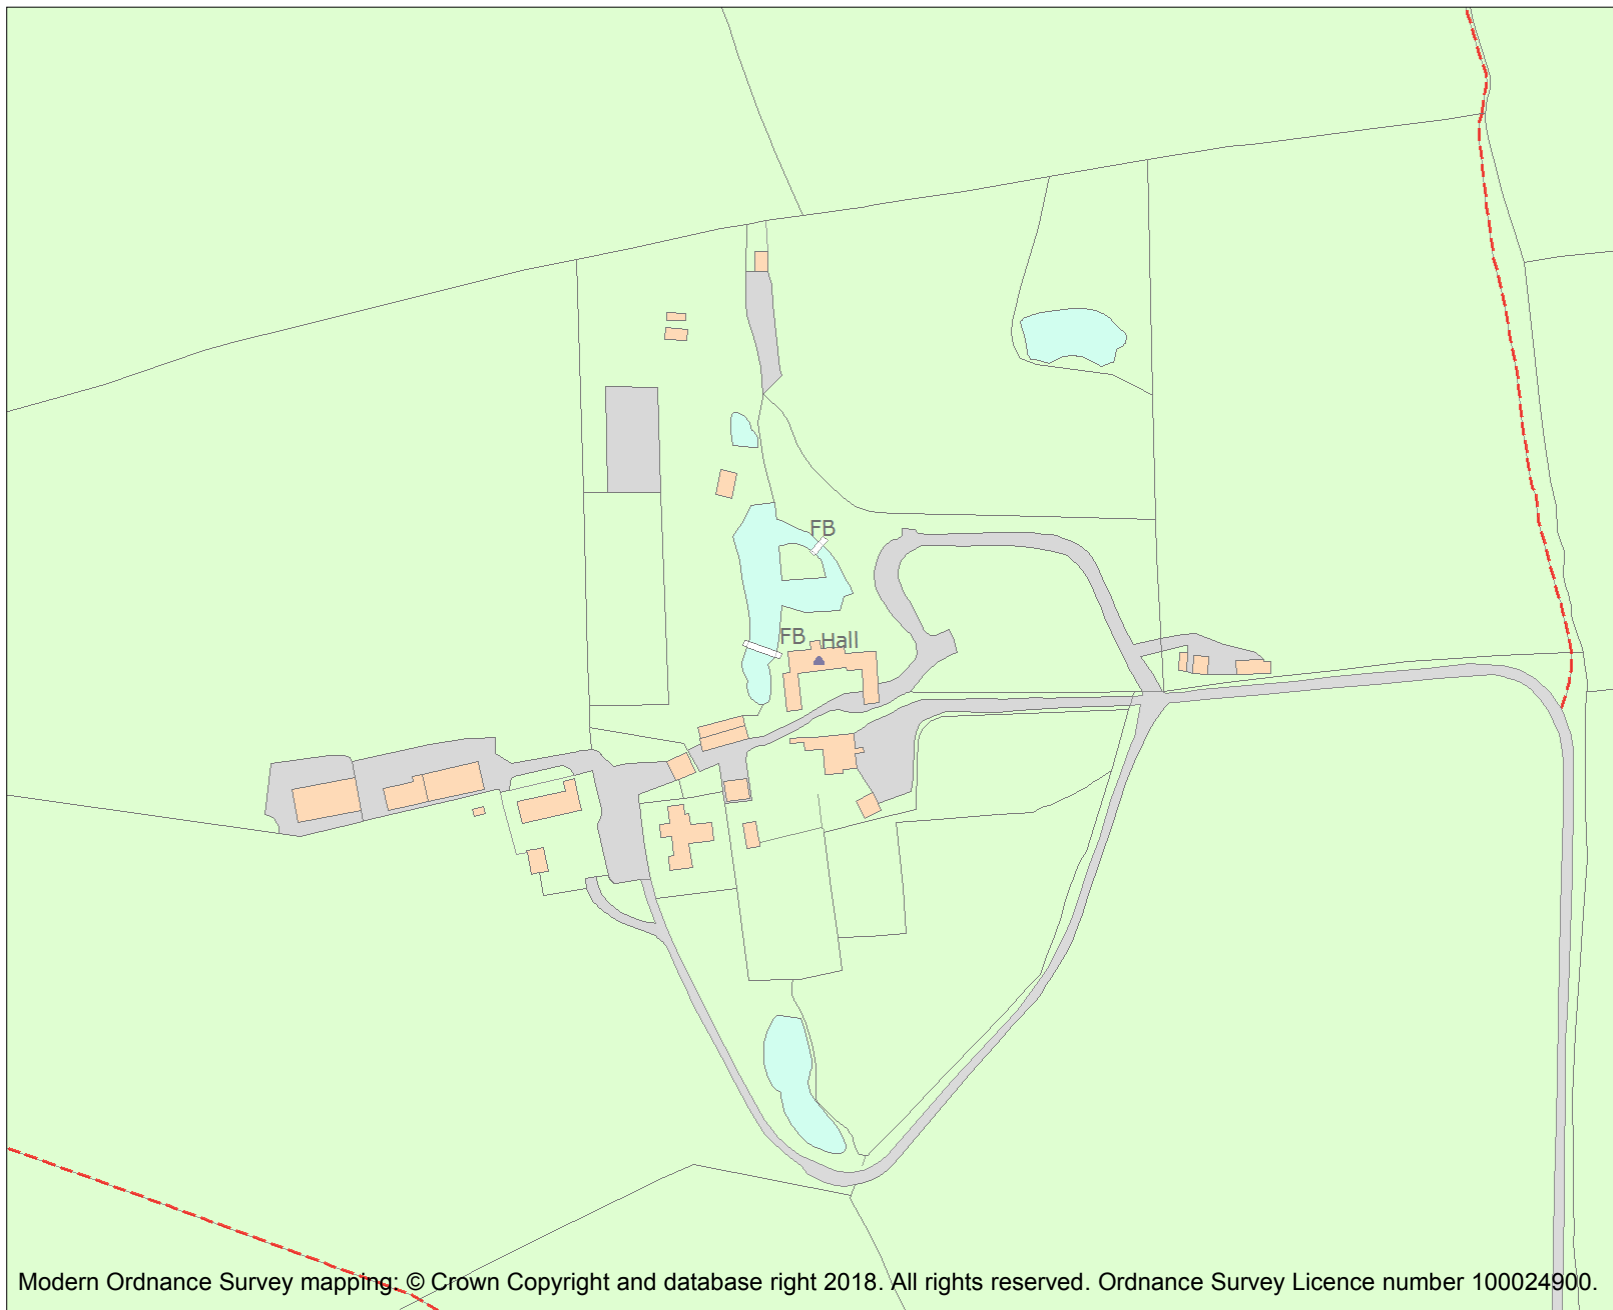 FB
FB Hall
Modern Ordnance Survey mapping: © Crown Copyright and database right 2018. All rights reserved. Ordnance Survey Licence number 100024900.